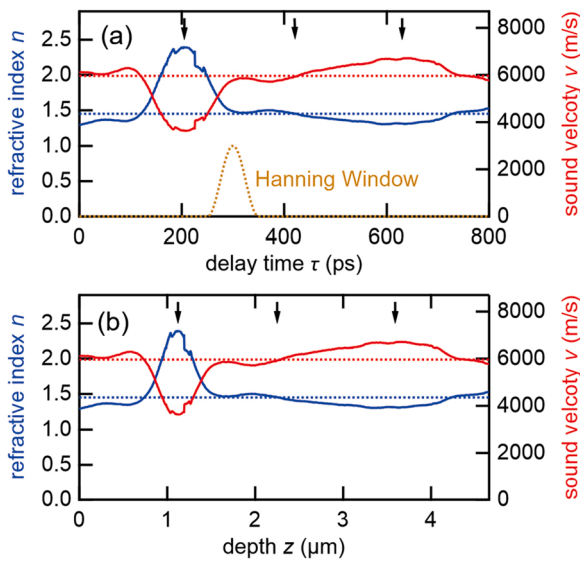 (a)
refractive index n
2.5
2.0
1.5
1.0
0.5
0.0
Hanning Window
8000
6000
4000
2000
0
sound velcoty v (m/s)
0 200 400 600 800
delay time τ (ps)
(b)
refractive index n
2.5
2.0
1.5
1.0
0.5
0.0
8000
6000
4000
2000
0
sound velcoty v (m/s)
0 1 2 3 4
depth z (μm)